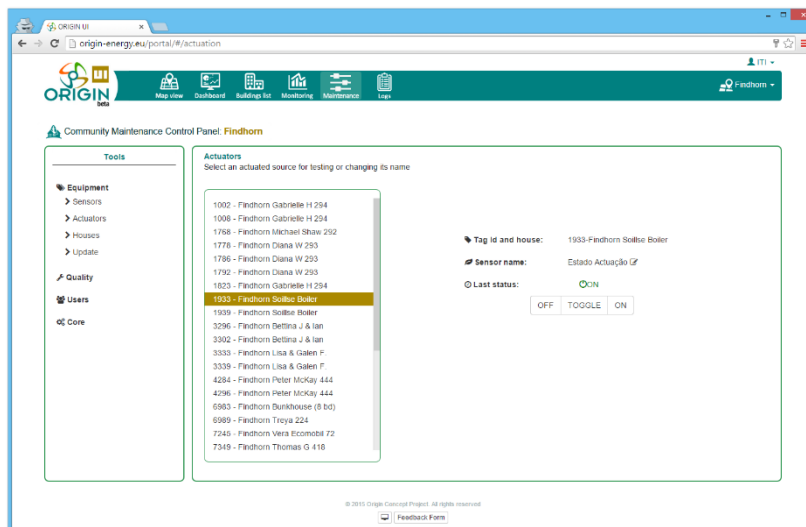 ORIGIN UI
origin-energy.eu/portal/#/actuation
ITI
UI
ORIGIN
beta
Map view Dashboard Buildings list Monitoring Maintenance Logs
Findhorn
Community Maintenance Control Panel: Findhorn
Tools
Equipment
Sensors
Actuators
Houses
Update
Quality
Users
Core
Actuators
Select an actuated source for testing or changing its name
1002 - Findhorn Gabrielle H 294
1008 - Findhorn Gabrielle H 294
1768 - Findhorn Michael Shaw 292
1778 - Findhorn Diana W 293
1786 - Findhorn Diana W 293
1792 - Findhorn Diana W 293
1823 - Findhorn Gabrielle H 294
1933 - Findhorn Soillse Boiler
1939 - Findhorn Soillse Boiler
3296 - Findhorn Bettina J & Ian
3302 - Findhorn Bettina J & Ian
3333 - Findhorn Lisa & Galen F.
3339 - Findhorn Lisa & Galen F.
4284 - Findhorn Peter McKay 444
4296 - Findhorn Peter McKay 444
6983 - Findhorn Bunkhouse (8 bd)
6989 - Findhorn Treya 224
7245 - Findhorn Vera Ecomobil 72
7349 - Findhorn Thomas G 418
Tag Id and house: 1933-Findhorn Soillse Boiler
Sensor name: Estado Actuação
Last status: ON
OFF TOGGLE ON
© 2015 Origin Concept Project. All rights reserved
Feedback Form